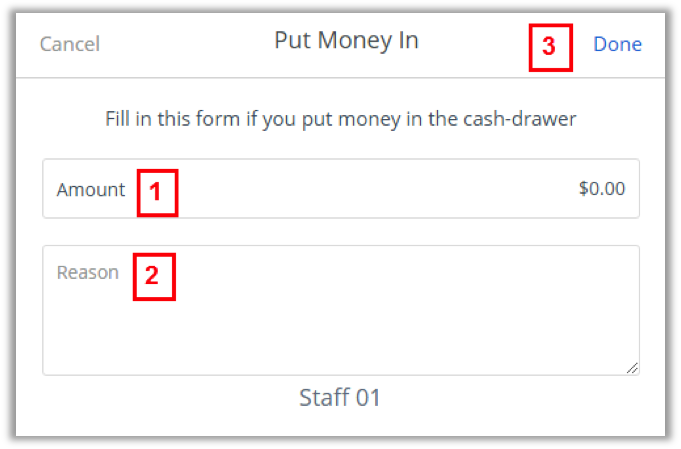 Cancel Put Money In 3 Done
Fill in this form if you put money in the cash-drawer
Amount 1 $0.00
Reason 2
Staff 01